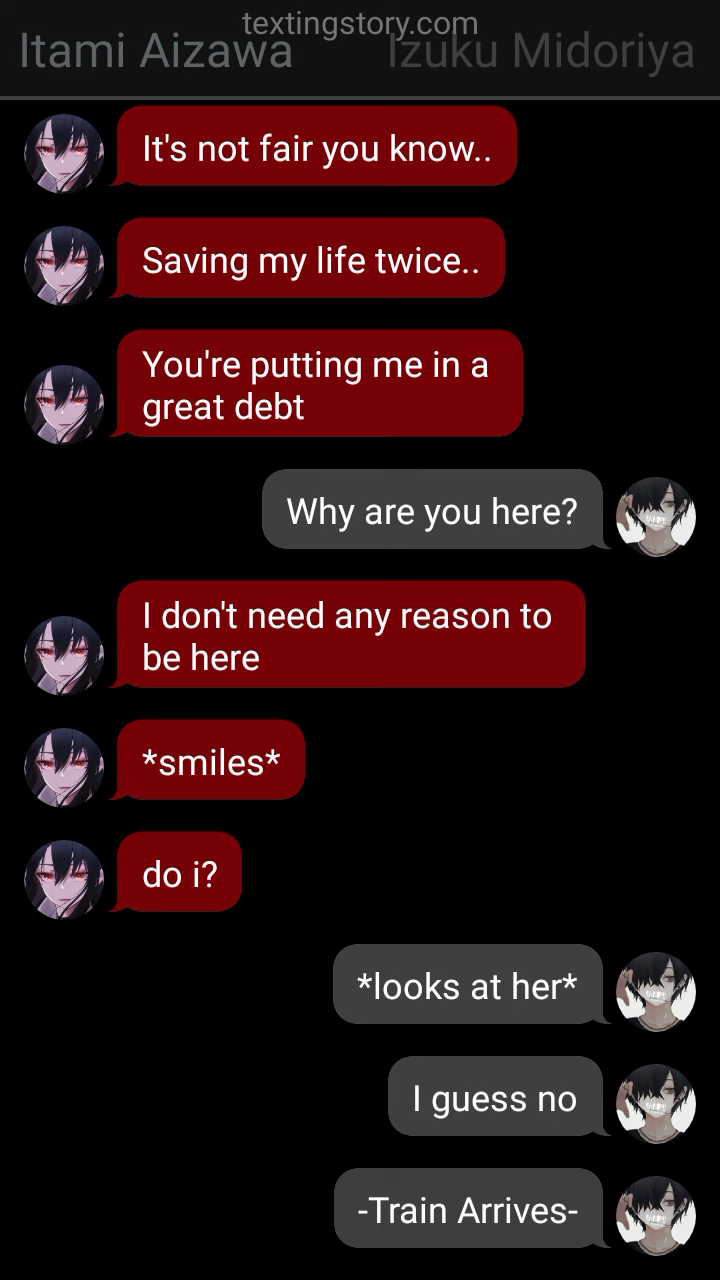 textingstory.com
Itami Aizawa Izuku Midoriya
It's not fair you know..
Saving my life twice..
You're putting me in a
great debt
Why are you here?
I don't need any reason to
be here
*smiles*
do i?
*looks at her*
I guess no
-Train Arrives-